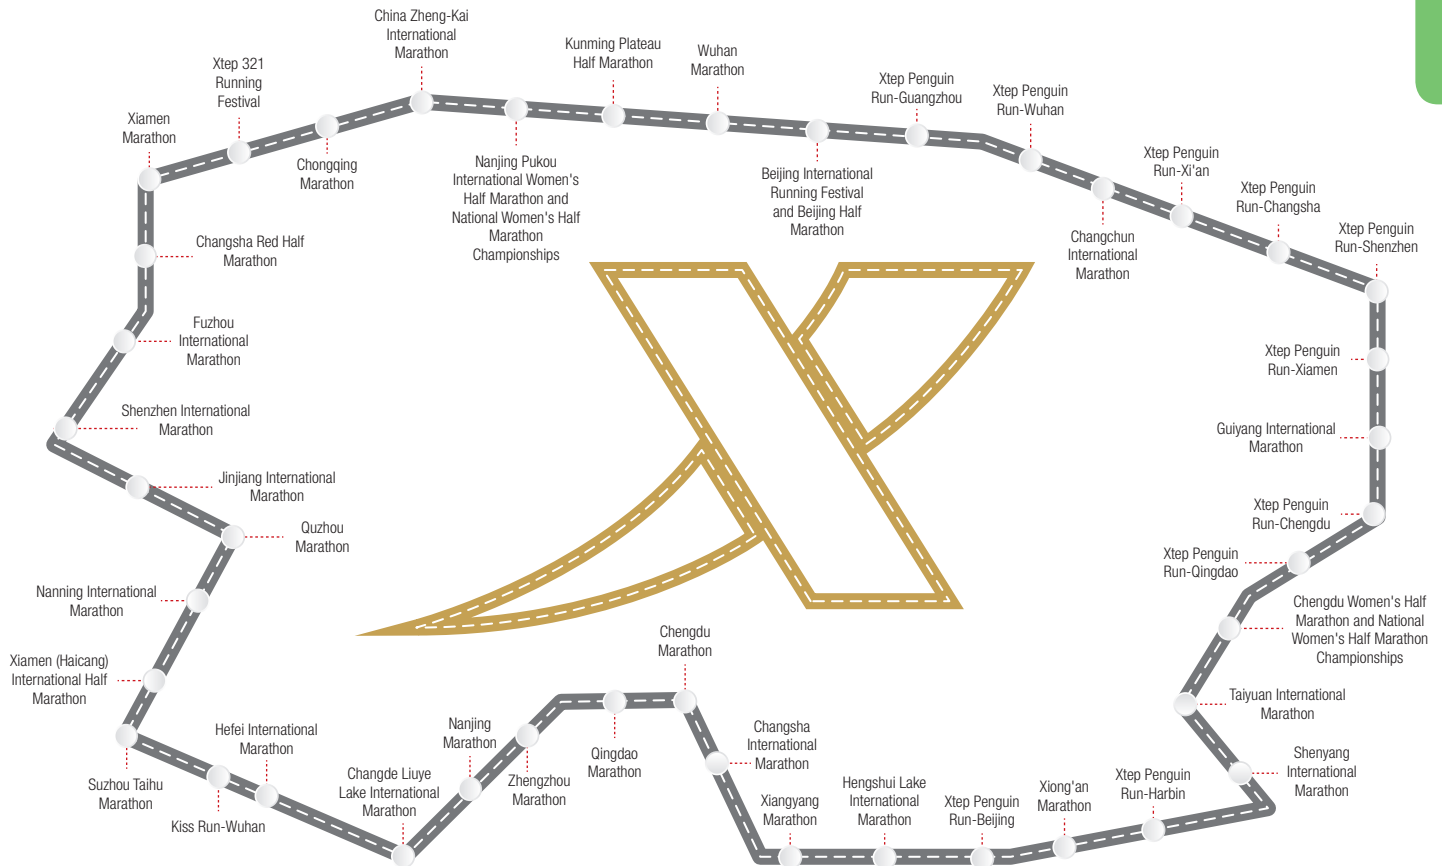 China Zheng-Kai
International
Marathon
Kunming Plateau
Half Marathon
Wuhan
Marathon
Xtep 321
Running
Festival
Xtep Penguin
Run-Guangzhou
Xtep Penguin
Run-Wuhan
Xiamen
Marathon
Chongqing
Marathon
Nanjing Pukou
International Women's
Half Marathon and
National Women's Half
Marathon
Championships
Beijing International
Running Festival
and Beijing Half
Marathon
Xtep Penguin
Run-Xi'an
Xtep Penguin
Run-Changsha
Xtep Penguin
Run-Shenzhen
Changchun
International
Marathon
Changsha Red Half
Marathon
Fuzhou
International
Marathon
Xtep Penguin
Run-Xiamen
Shenzhen International
Marathon
Guiyang International
Marathon
Jinjiang International
Marathon
Xtep Penguin
Run-Chengdu
Quzhou
Marathon
Xtep Penguin
Run-Qingdao
Nanning International
Marathon
Chengdu Women's Half
Marathon and National
Women's Half Marathon
Championships
Xiamen (Haicang)
International Half
Marathon
Chengdu
Marathon
Taiyuan International
Marathon
Hefei International
Marathon
Nanjing
Marathon
Changsha
International
Marathon
Shenyang
International
Marathon
Suzhou Taihu
Marathon
Kiss Run-Wuhan
Changde Liuye
Lake International
Marathon
Zhengzhou
Marathon
Qingdao
Marathon
Xiangyang
Marathon
Hengshui Lake
International
Marathon
Xtep Penguin
Run-Beijing
Xiong'an
Marathon
Xtep Penguin
Run-Harbin